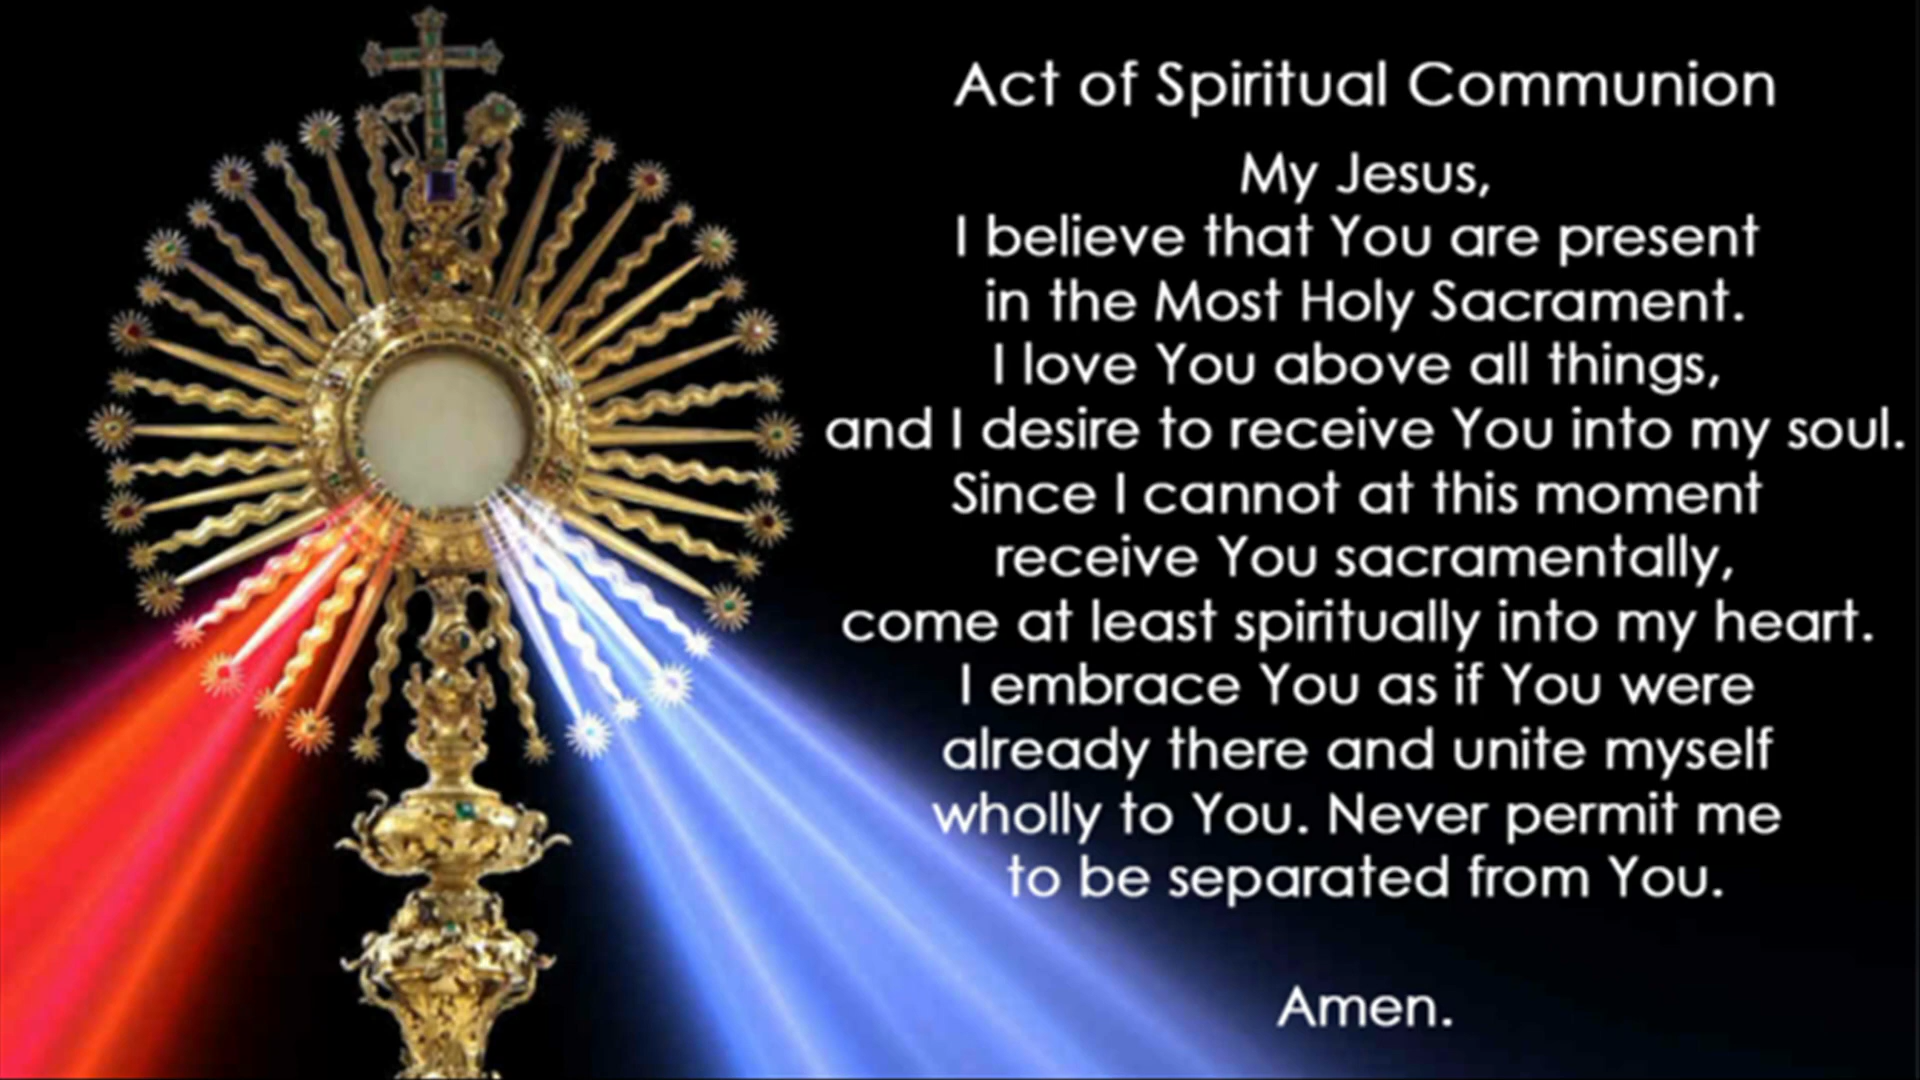 Act of Spiritual Communion
My Jesus,
I believe that You are present
in the Most Holy Sacrament.
I love You above all things,
and I desire to receive You into my soul.
Since I cannot at this moment
receive You sacramentally,
come at least spiritually into my heart.
I embrace You as if You were
already there and unite myself
wholly to You. Never permit me
to be separated from You.
Amen.